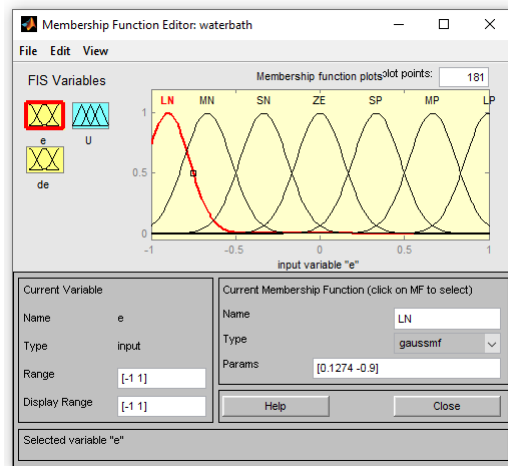 Membership Function Editor: waterbath
File Edit View
FIS Variables
Membership function plots plot points: 181
e
U
de
LN MN SN ZE SP MP LP
1
0.5
0
-1 -0.5 0 0.5 1
input variable "e"
Current Variable
Name e
Type input
Range [-1 1]
Display Range [-1 1]
Current Membership Function (click on MF to select)
Name LN
Type gaussmf
Params [0.1274 -0.9]
Help Close
Selected variable "e"